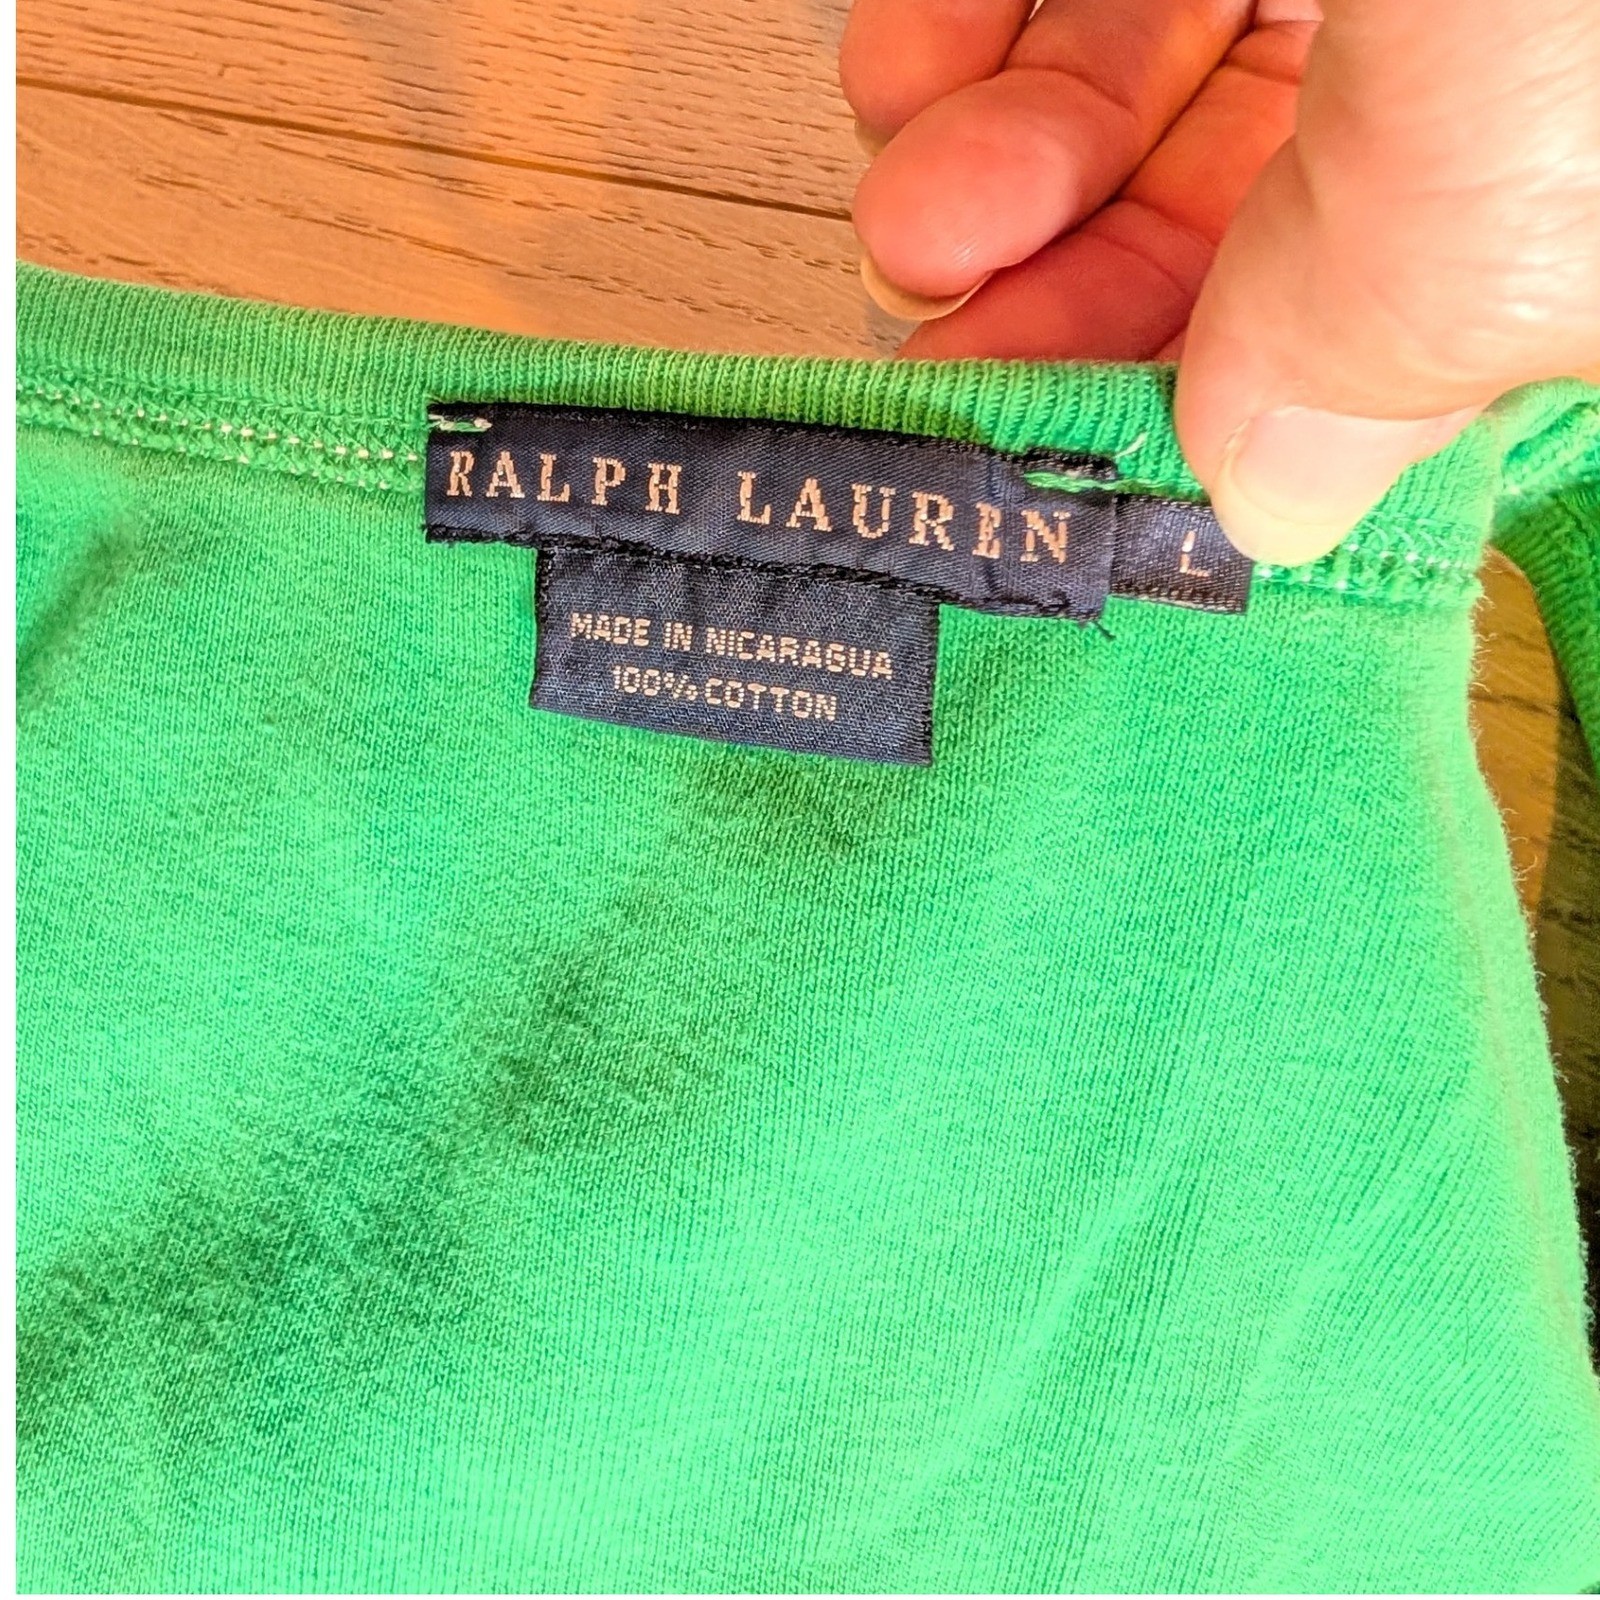 RALPH LAUREN
L
MADE IN NICARAGUA
100% COTTON